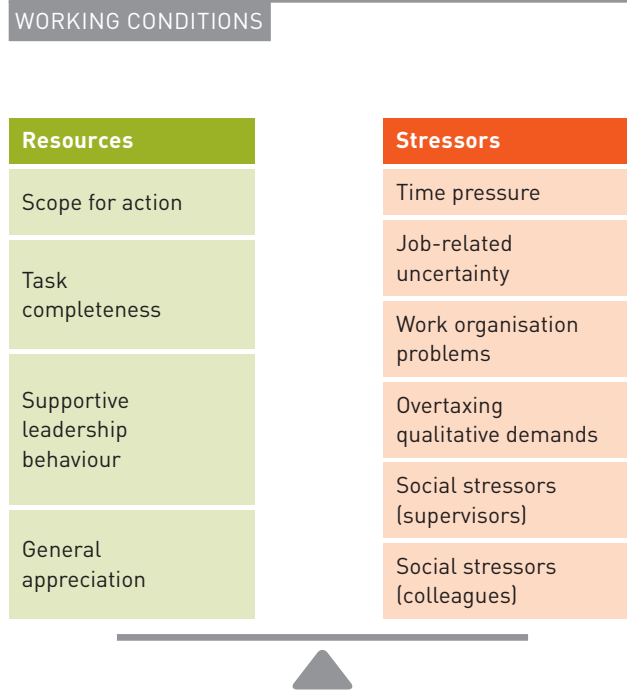 WORKING CONDITIONS
Resources
Scope for action
Task
completeness
Supportive
leadership
behaviour
General
appreciation
Stressors
Time pressure
Job-related
uncertainty
Work organisation
problems
Overtaxing
qualitative demands
Social stressors
(supervisors)
Social stressors
(colleagues)